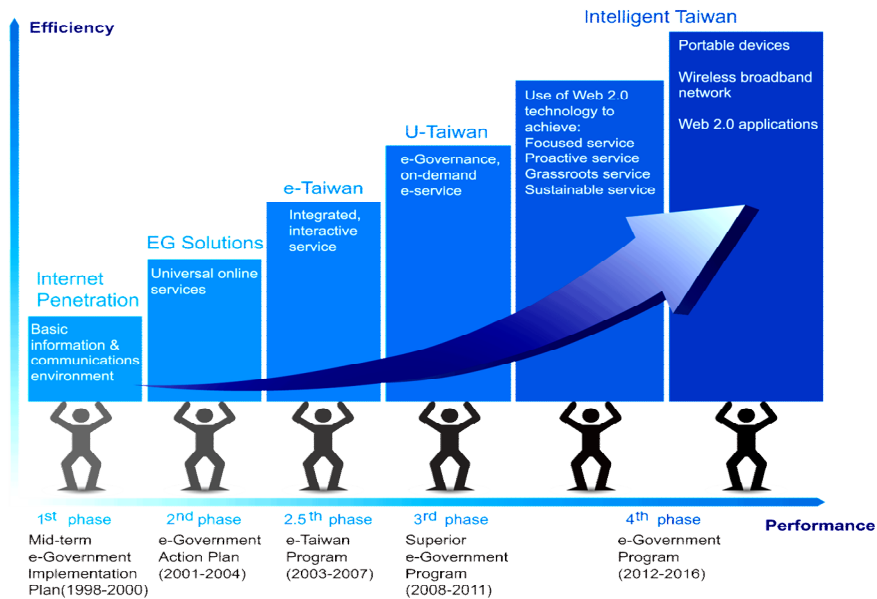 Efficiency
Intelligent Taiwan
Portable devices
Wireless broadband
network
Web 2.0 applications
Use of Web 2.0
technology to
achieve:
Focused service
Proactive service
Grassroots service
Sustainable service
U-Taiwan
e-Governance,
on-demand
e-service
e-Taiwan
Integrated,
interactive
service
EG Solutions
Universal online
services
Internet
Penetration
Basic
information &
communications
environment
1st phase
Mid-term
e-Government
Implementation
Plan(1998-2000)
2nd phase
e-Government
Action Plan
(2001-2004)
2.5th phase
e-Taiwan
Program
(2003-2007)
3rd phase
Superior
e-Government
Program
(2008-2011)
4th phase
e-Government
Program
(2012-2016)
Performance